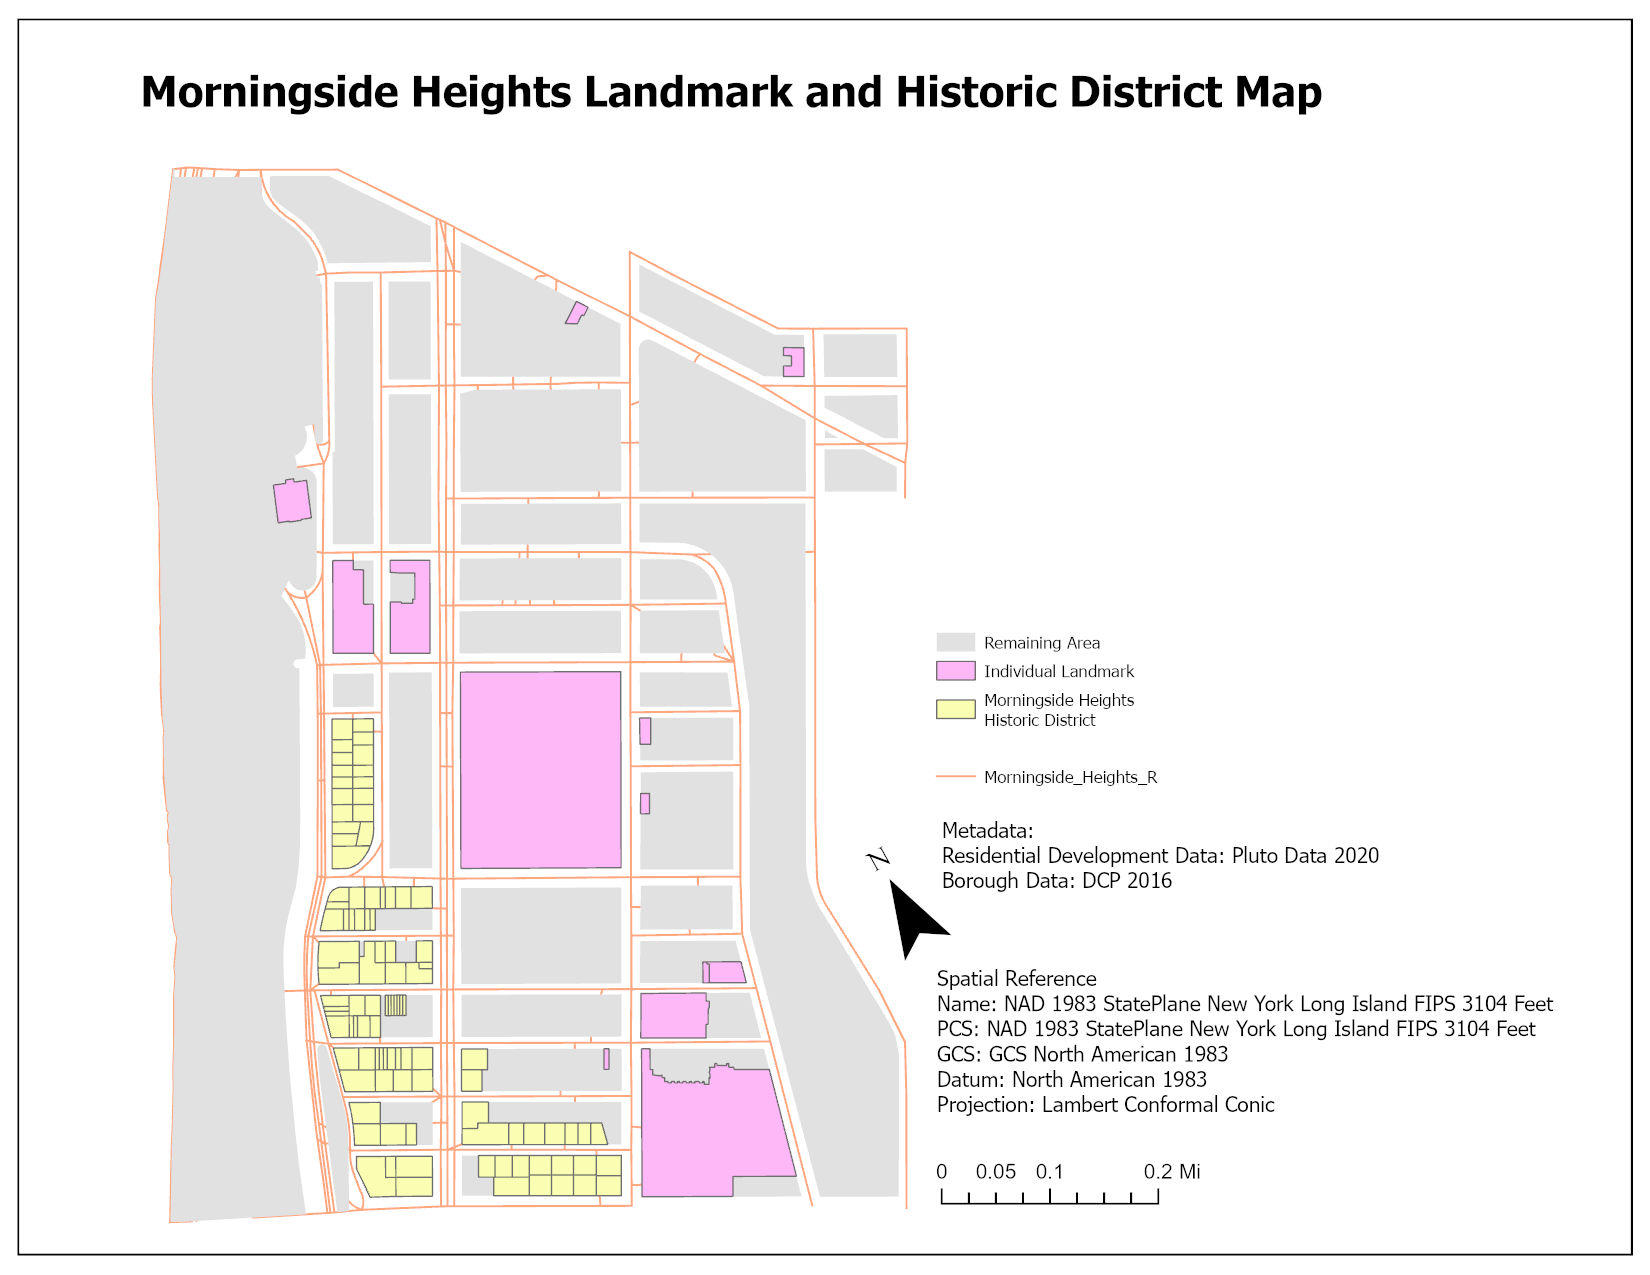 Morningside Heights Landmark and Historic District Map
Remaining Area
Individual Landmark
Morningside Heights
Historic District
Morningside_Heights_R
Metadata:
Residential Development Data: Pluto Data 2020
Borough Data: DCP 2016
N
Spatial Reference
Name: NAD 1983 StatePlane New York Long Island FIPS 3104 Feet
PCS: NAD 1983 StatePlane New York Long Island FIPS 3104 Feet
GCS: GCS North American 1983
Datum: North American 1983
Projection: Lambert Conformal Conic
0 0.05 0.1 0.2 Mi